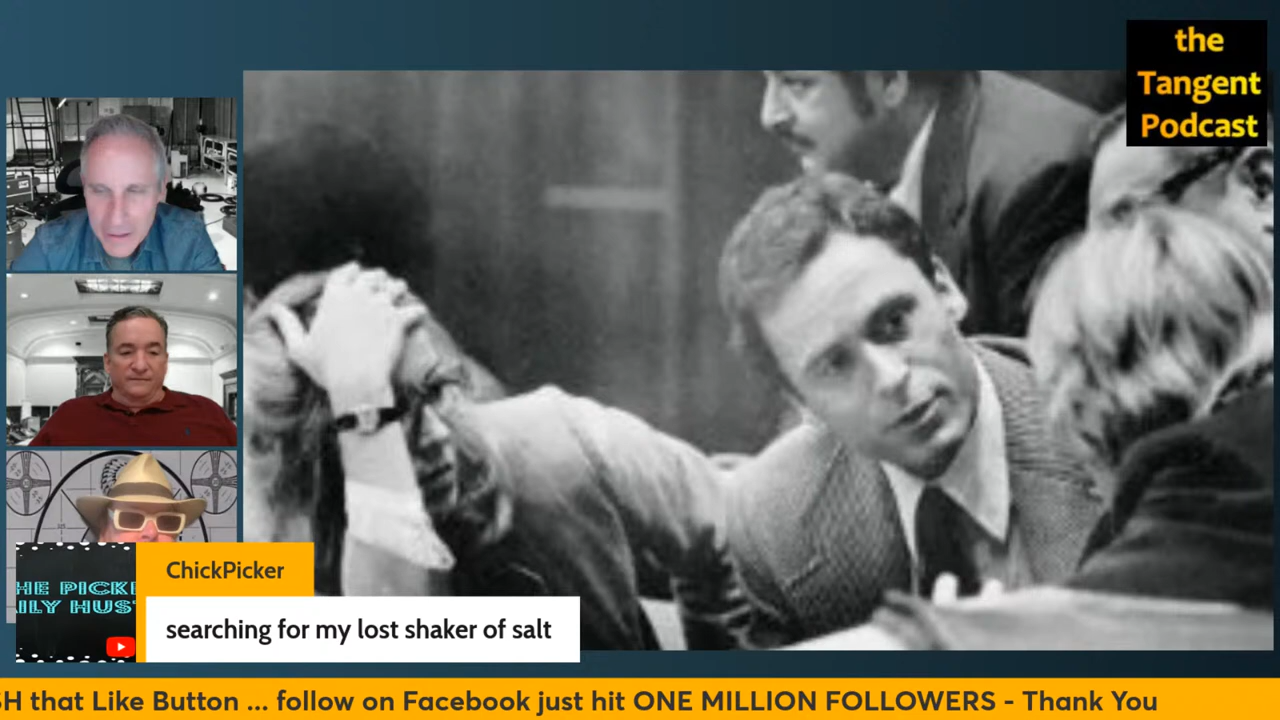 the
Tangent
Podcast
ChickPicker
searching for my lost shaker of salt
that Like Button ... follow on Facebook just hit ONE MILLION FOLLOWERS - Thank You